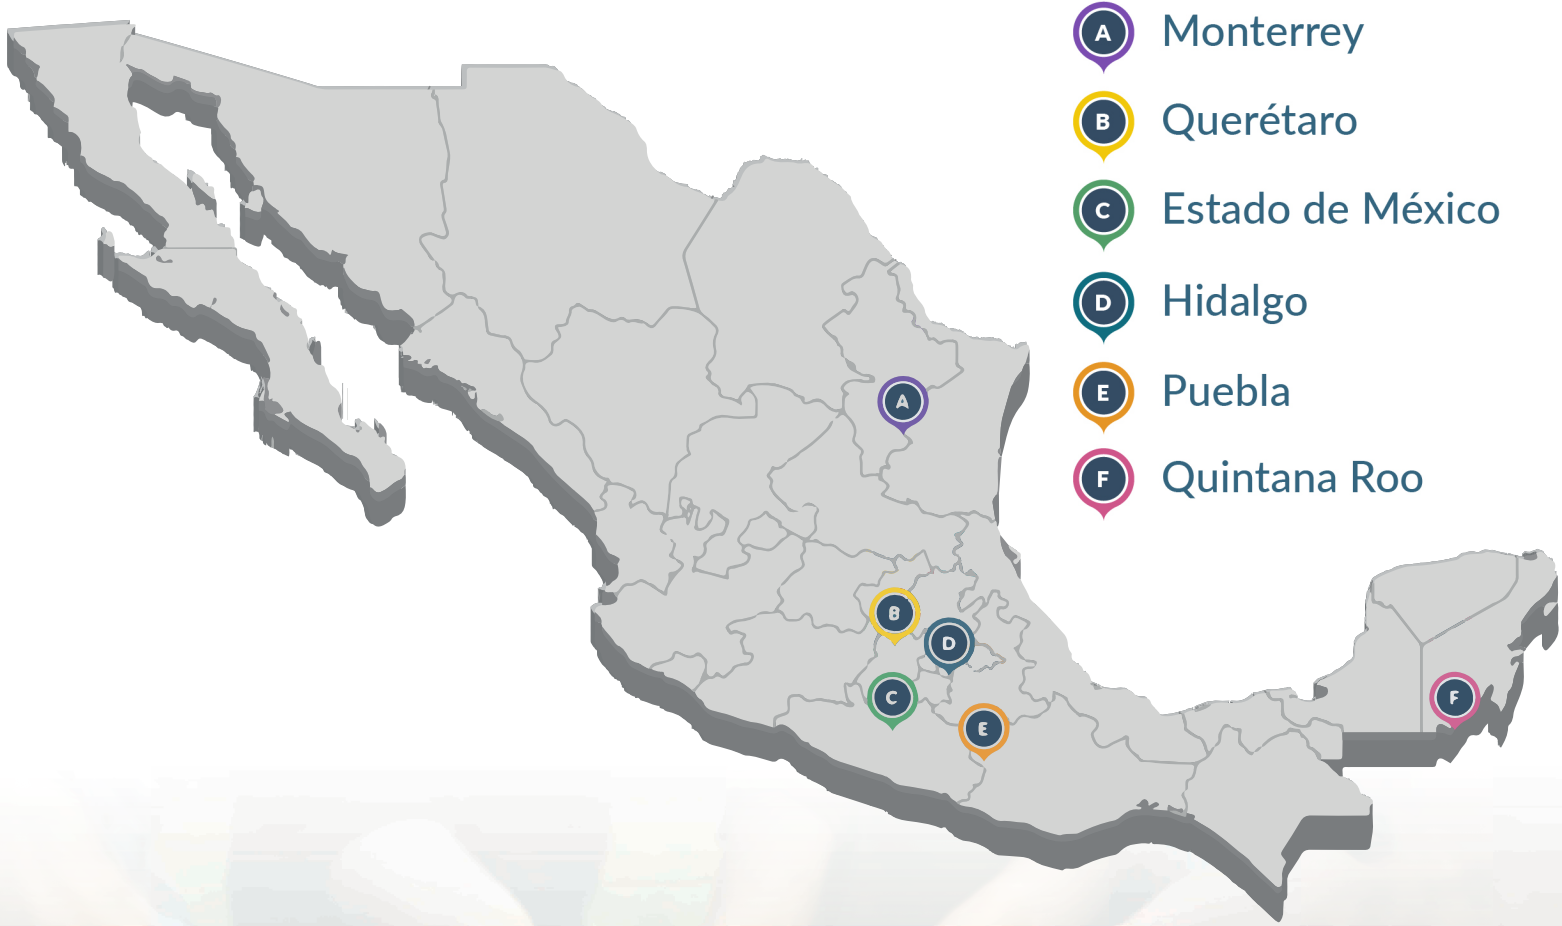 A Monterrey
B Querétaro
C Estado de México
D Hidalgo
E Puebla
F Quintana Roo
A
B
D
C
F
E